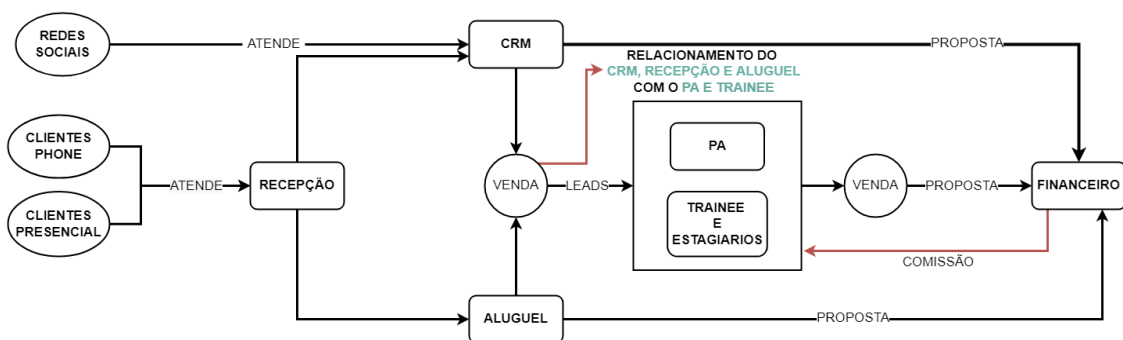 REDES
SOCIAIS
ATENDE
CRM
PROPOSTA
RELACIONAMENTO DO
CRM, RECEPÇÃO E ALUGUEL
COM O PA E TRAINEE
CLIENTES
PHONE
CLIENTES
PRESENCIAL
ATENDE
RECEPÇÃO
VENDA
LEADS
PA
TRAINEE
E
ESTAGIARIOS
VENDA
PROPOSTA
FINANCEIRO
COMISSÃO
ALUGUEL
PROPOSTA